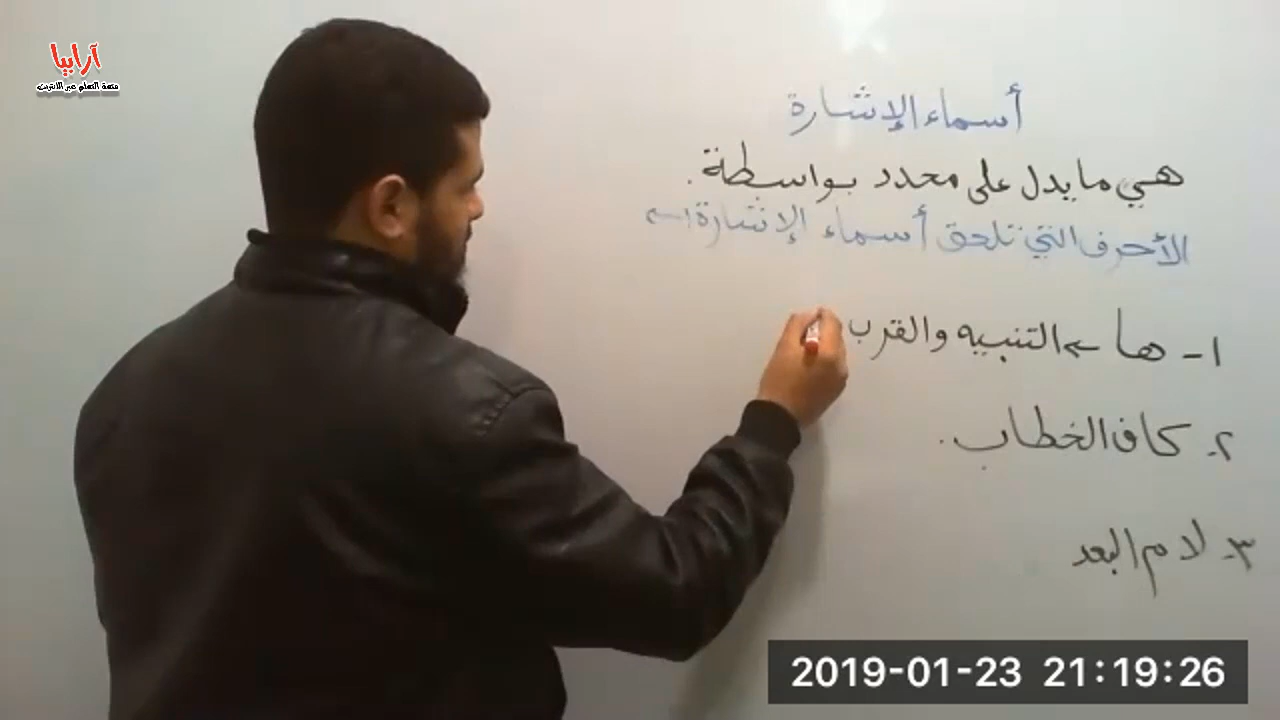 آرابيا
منصة التعلم عبر الانترنت
أسماء الإشارة
هي ما يدل على محدد بواسطة.
الأحرف التي تلحق أسماء الإشارة
١- ها ← التنبيه والقرب
٢- كاف الخطاب.
٣- لام البعد
2019-01-23 21:19:26